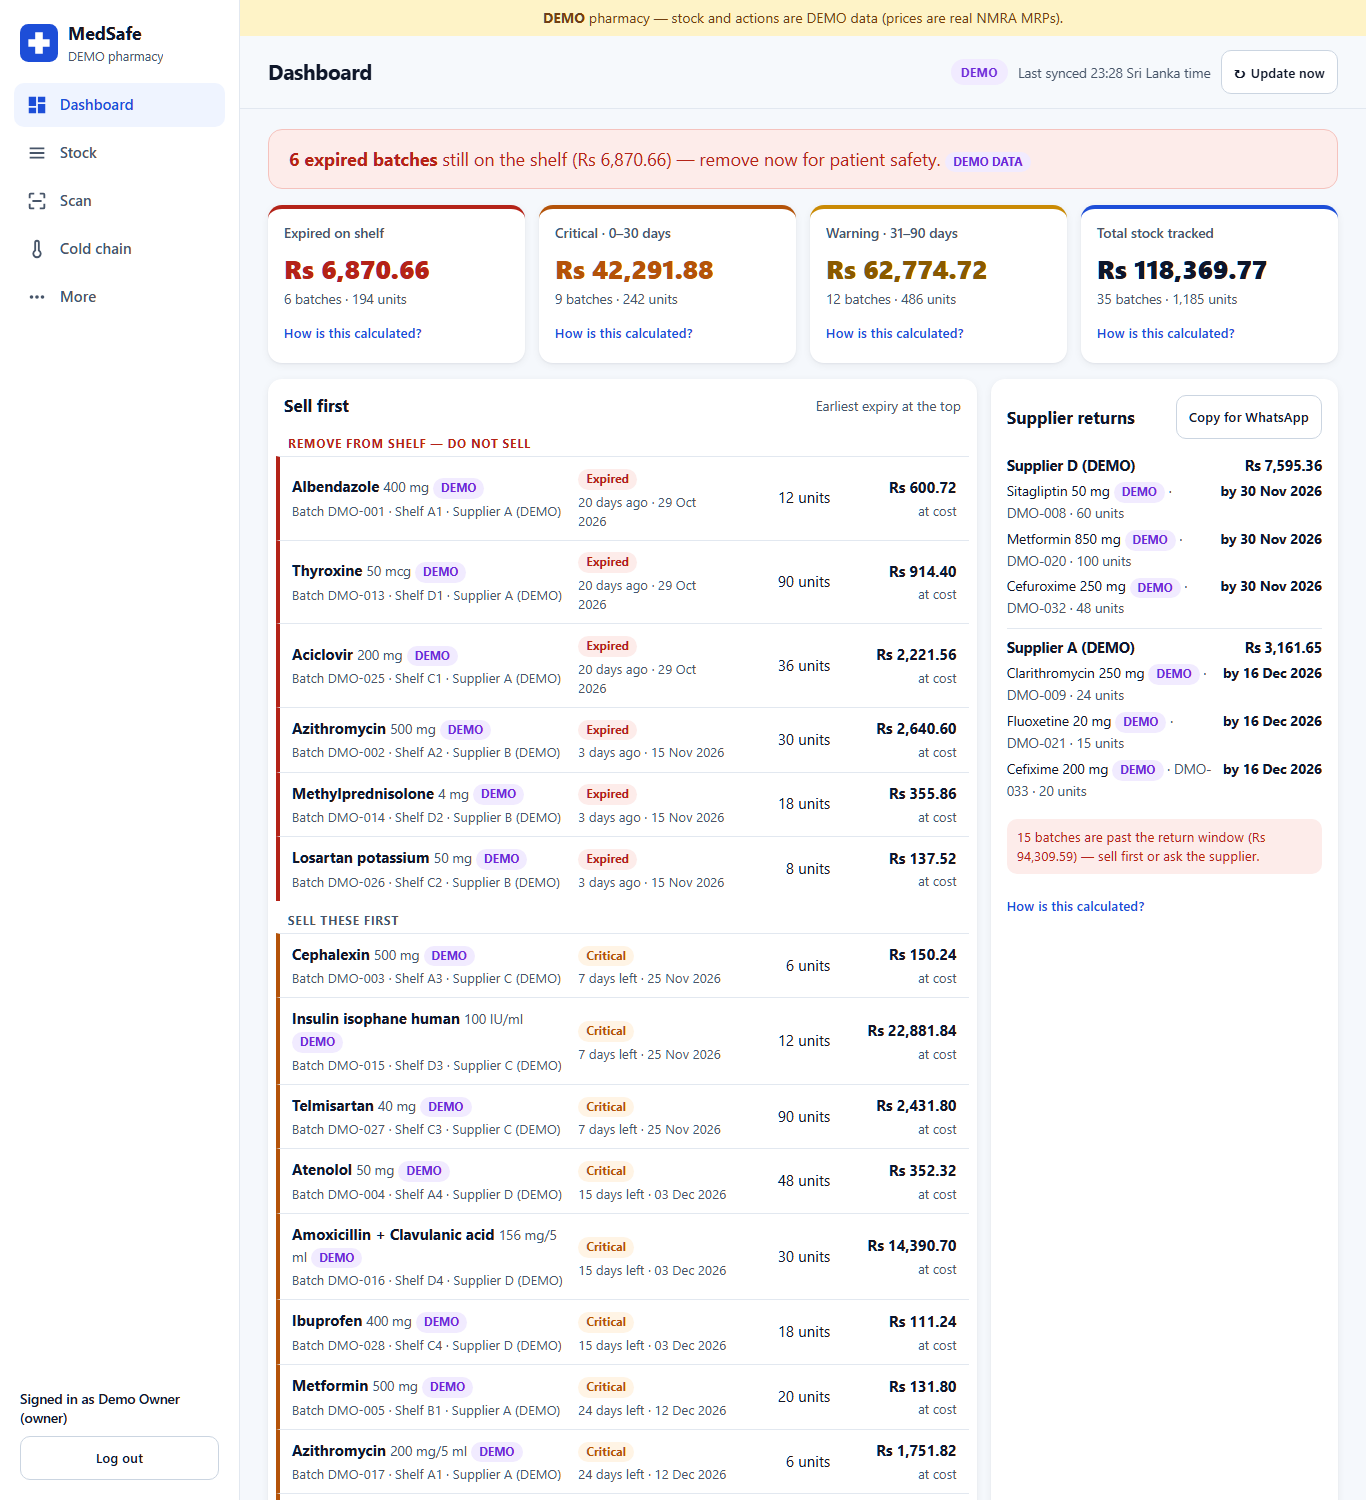 MedSafe
DEMO pharmacy
Dashboard
Stock
Scan
Cold chain
More
Signed in as Demo Owner
(owner)
Log out
DEMO pharmacy — stock and actions are DEMO data (prices are real NMRA MRPs).
Dashboard
DEMO Last synced 23:28 Sri Lanka time ↻ Update now
6 expired batches still on the shelf (Rs 6,870.66) — remove now for patient safety. DEMO DATA
Expired on shelf
Rs 6,870.66
6 batches · 194 units
How is this calculated?
Critical · 0–30 days
Rs 42,291.88
9 batches · 242 units
How is this calculated?
Warning · 31–90 days
Rs 62,774.72
12 batches · 486 units
How is this calculated?
Total stock tracked
Rs 118,369.77
35 batches · 1,185 units
How is this calculated?
Sell first
Earliest expiry at the top
REMOVE FROM SHELF — DO NOT SELL
Albendazole 400 mg DEMO
Batch DMO-001 · Shelf A1 · Supplier A (DEMO)
Expired
20 days ago · 29 Oct
2026
12 units
Rs 600.72
at cost
Thyroxine 50 mcg DEMO
Batch DMO-013 · Shelf D1 · Supplier A (DEMO)
Expired
20 days ago · 29 Oct
2026
90 units
Rs 914.40
at cost
Aciclovir 200 mg DEMO
Batch DMO-025 · Shelf C1 · Supplier A (DEMO)
Expired
20 days ago · 29 Oct
2026
36 units
Rs 2,221.56
at cost
Azithromycin 500 mg DEMO
Batch DMO-002 · Shelf A2 · Supplier B (DEMO)
Expired
3 days ago · 15 Nov 2026
30 units
Rs 2,640.60
at cost
Methylprednisolone 4 mg DEMO
Batch DMO-014 · Shelf D2 · Supplier B (DEMO)
Expired
3 days ago · 15 Nov 2026
18 units
Rs 355.86
at cost
Losartan potassium 50 mg DEMO
Batch DMO-026 · Shelf C2 · Supplier B (DEMO)
Expired
3 days ago · 15 Nov 2026
8 units
Rs 137.52
at cost
SELL THESE FIRST
Cephalexin 500 mg DEMO
Batch DMO-003 · Shelf A3 · Supplier C (DEMO)
Critical
7 days left · 25 Nov 2026
6 units
Rs 150.24
at cost
Insulin isophane human 100 IU/ml
DEMO
Batch DMO-015 · Shelf D3 · Supplier C (DEMO)
Critical
7 days left · 25 Nov 2026
12 units
Rs 22,881.84
at cost
Telmisartan 40 mg DEMO
Batch DMO-027 · Shelf C3 · Supplier C (DEMO)
Critical
7 days left · 25 Nov 2026
90 units
Rs 2,431.80
at cost
Atenolol 50 mg DEMO
Batch DMO-004 · Shelf A4 · Supplier D (DEMO)
Critical
15 days left · 03 Dec 2026
48 units
Rs 352.32
at cost
Amoxicillin + Clavulanic acid 156 mg/5
ml DEMO
Batch DMO-016 · Shelf D4 · Supplier D (DEMO)
Critical
15 days left · 03 Dec 2026
30 units
Rs 14,390.70
at cost
Ibuprofen 400 mg DEMO
Batch DMO-028 · Shelf C4 · Supplier D (DEMO)
Critical
15 days left · 03 Dec 2026
18 units
Rs 111.24
at cost
Metformin 500 mg DEMO
Batch DMO-005 · Shelf B1 · Supplier A (DEMO)
Critical
24 days left · 12 Dec 2026
20 units
Rs 131.80
at cost
Azithromycin 200 mg/5 ml DEMO
Batch DMO-017 · Shelf A1 · Supplier A (DEMO)
Critical
24 days left · 12 Dec 2026
6 units
Rs 1,751.82
at cost
Supplier returns
Copy for WhatsApp
Supplier D (DEMO) Rs 7,595.36
Sitagliptin 50 mg DEMO · by 30 Nov 2026
DMO-008 · 60 units
Metformin 850 mg DEMO · by 30 Nov 2026
DMO-020 · 100 units
Cefuroxime 250 mg DEMO · by 30 Nov 2026
DMO-032 · 48 units
Supplier A (DEMO) Rs 3,161.65
Clarithromycin 250 mg DEMO · by 16 Dec 2026
DMO-009 · 24 units
Fluoxetine 20 mg DEMO · by 16 Dec 2026
DMO-021 · 15 units
Cefixime 200 mg DEMO · DMO- by 16 Dec 2026
033 · 20 units
15 batches are past the return window (Rs
94,309.59) — sell first or ask the supplier.
How is this calculated?